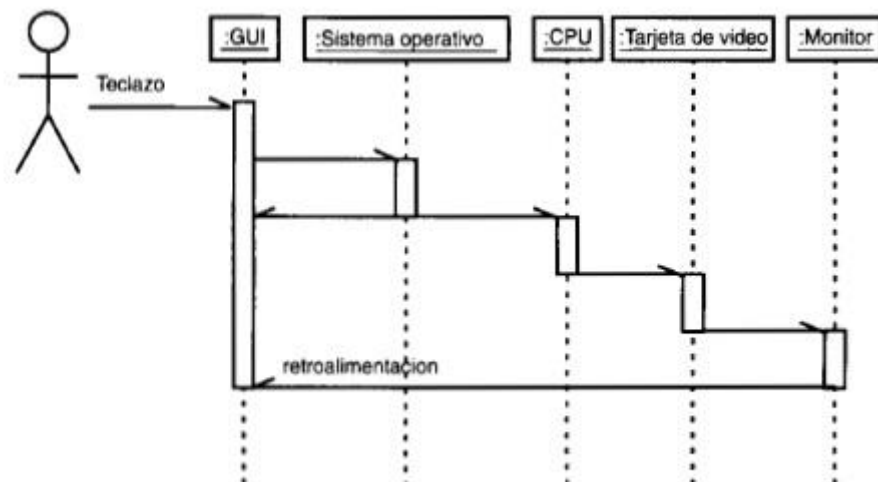 :GUI
:Sistema operativo
:CPU
:Tarjeta de video
:Monitor
Teclazo
retroalimentacion